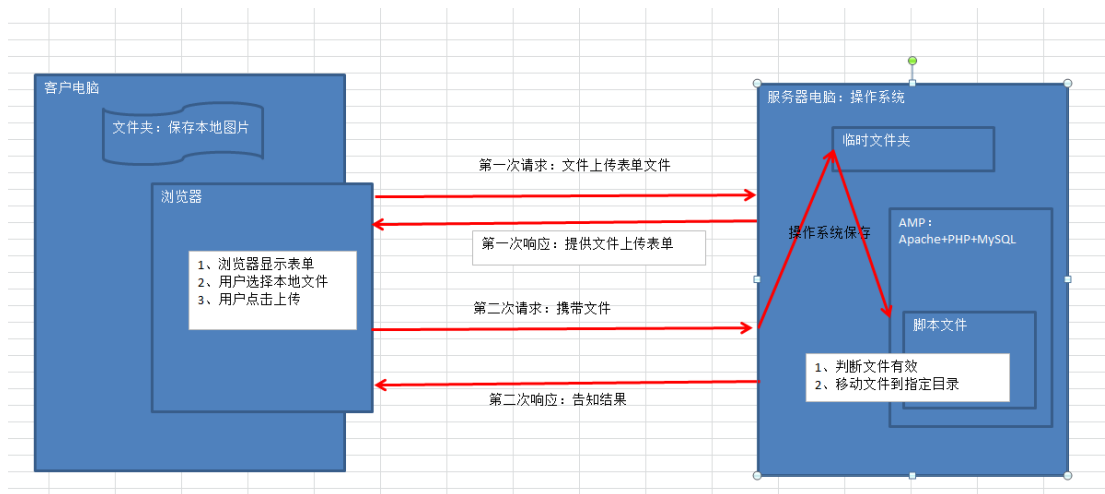 客户电脑
文件夹：保存本地图片
浏览器
1、浏览器显示表单
2、用户选择本地文件
3、用户点击上传
第一次请求：文件上传表单文件
第一次响应：提供文件上传表单
第二次请求：携带文件
第二次响应：告知结果
服务器电脑：操作系统
临时文件夹
操作系统保存
AMP：
Apache+PHP+MySQL
脚本文件
1、判断文件有效
2、移动文件到指定目录